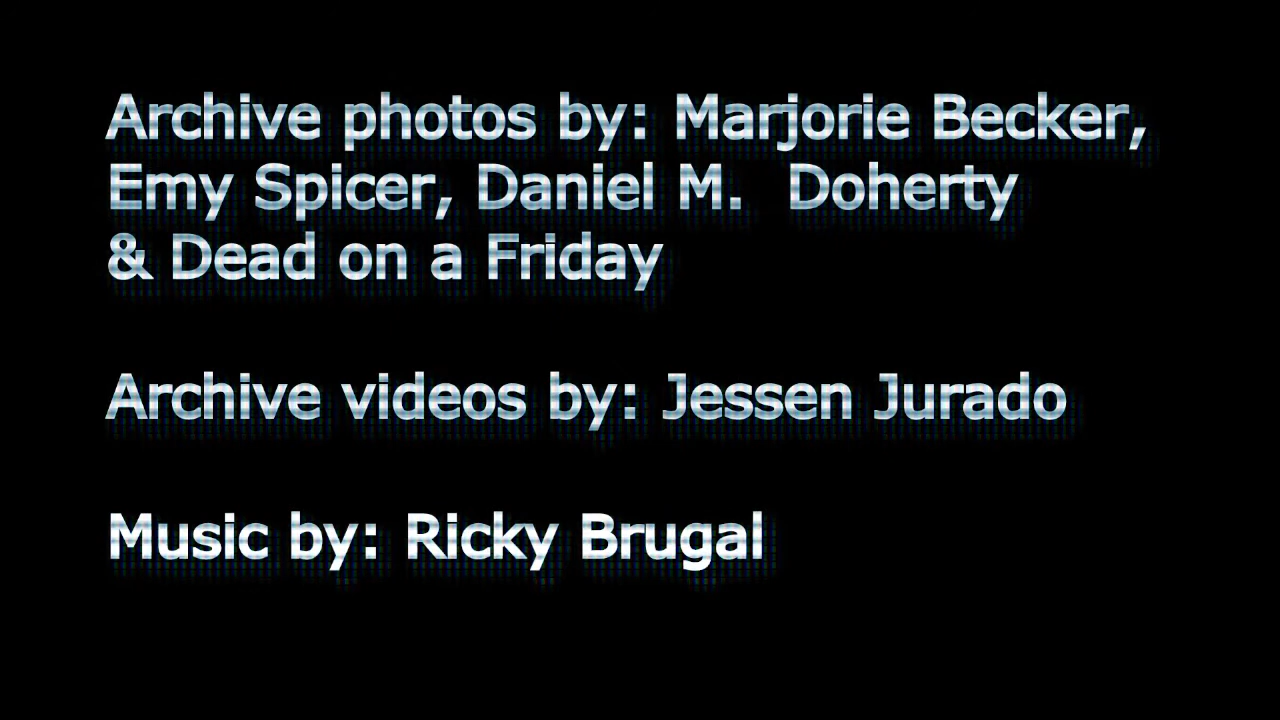 Archive photos by: Marjorie Becker,
Emy Spicer, Daniel M.  Doherty
& Dead on a Friday
Archive videos by: Jessen Jurado
Music by: Ricky Brugal